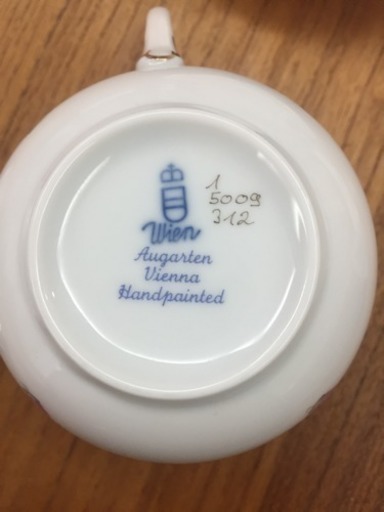 Wien
Augarten
Vienna
Handpainted
1
5009
312